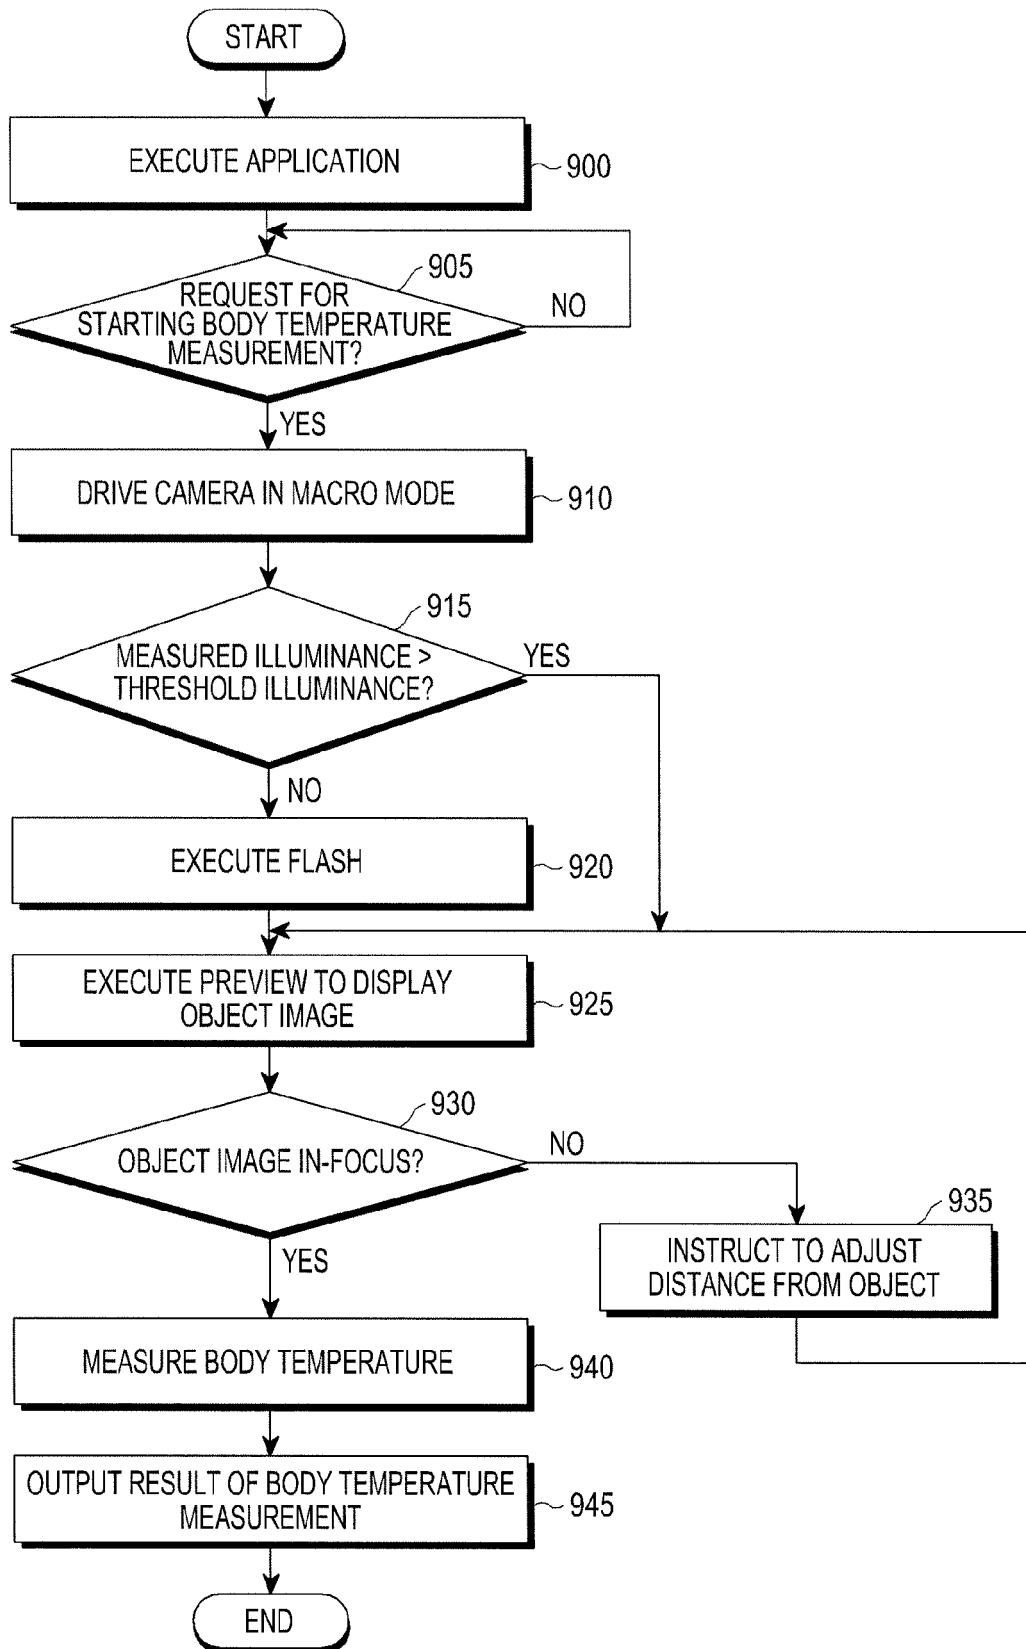 START
EXECUTE APPLICATION
900
905
REQUEST FOR
STARTING BODY TEMPERATURE
MEASUREMENT?
NO
YES
DRIVE CAMERA IN MACRO MODE
910
915
MEASURED ILLUMINANCE >
THRESHOLD ILLUMINANCE?
YES
NO
EXECUTE FLASH
920
EXECUTE PREVIEW TO DISPLAY
OBJECT IMAGE
925
930
OBJECT IMAGE IN-FOCUS?
NO
YES
935
INSTRUCT TO ADJUST
DISTANCE FROM OBJECT
MEASURE BODY TEMPERATURE
940
OUTPUT RESULT OF BODY TEMPERATURE
MEASUREMENT
945
END